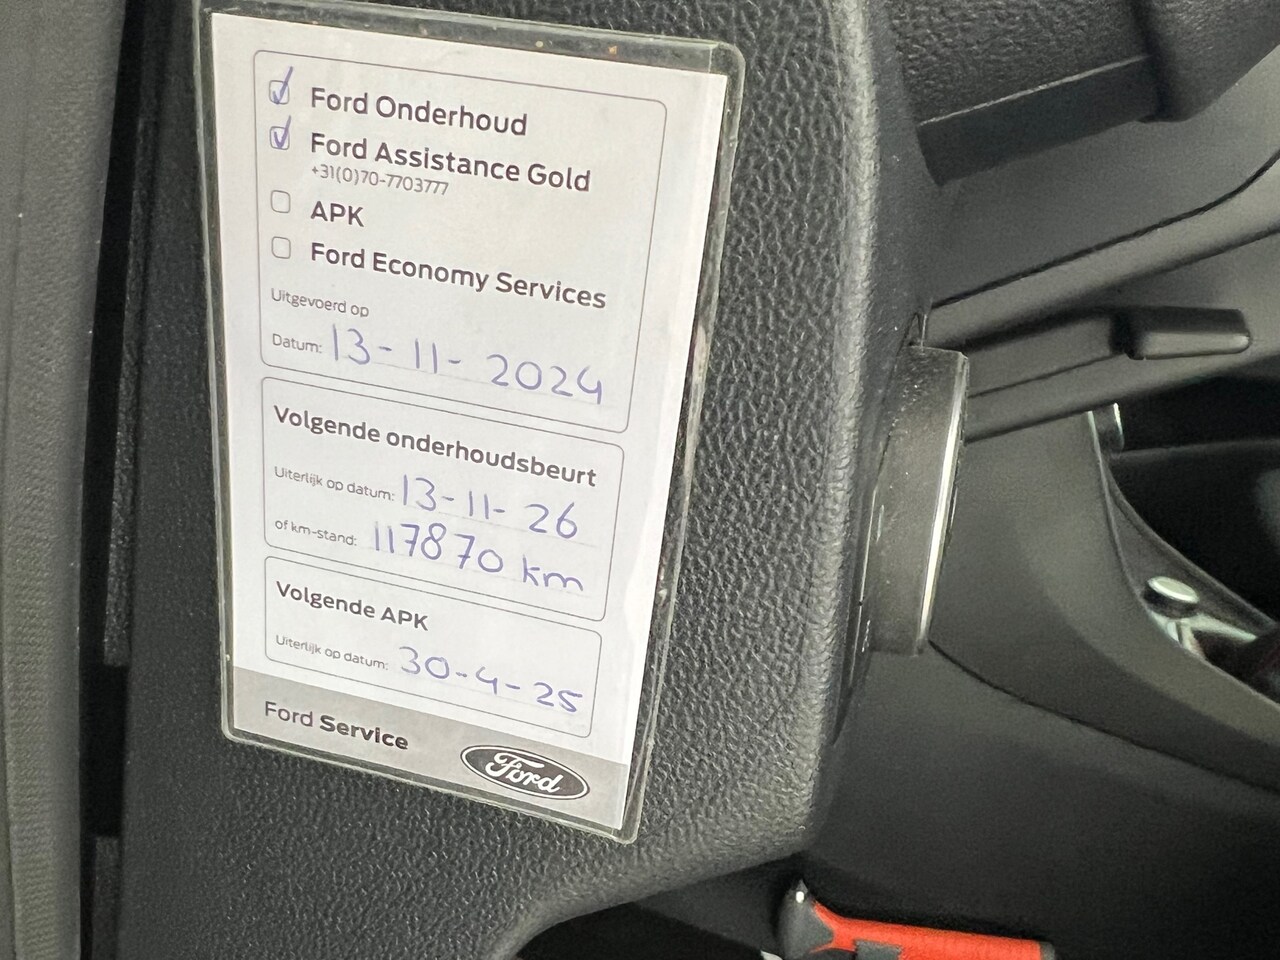 Ford Onderhoud
Ford Assistance Gold
+31(0)70-7703777
APK
Ford Economy Services
Uitgevoerd op
Datum: 13-11-2024
Volgende onderhoudsbeurt
Uiterlijk op datum: 13-11-26
of km-stand: 117870 km
Volgende APK
Uiterlijk op datum: 30-4-25
Ford Service
Ford